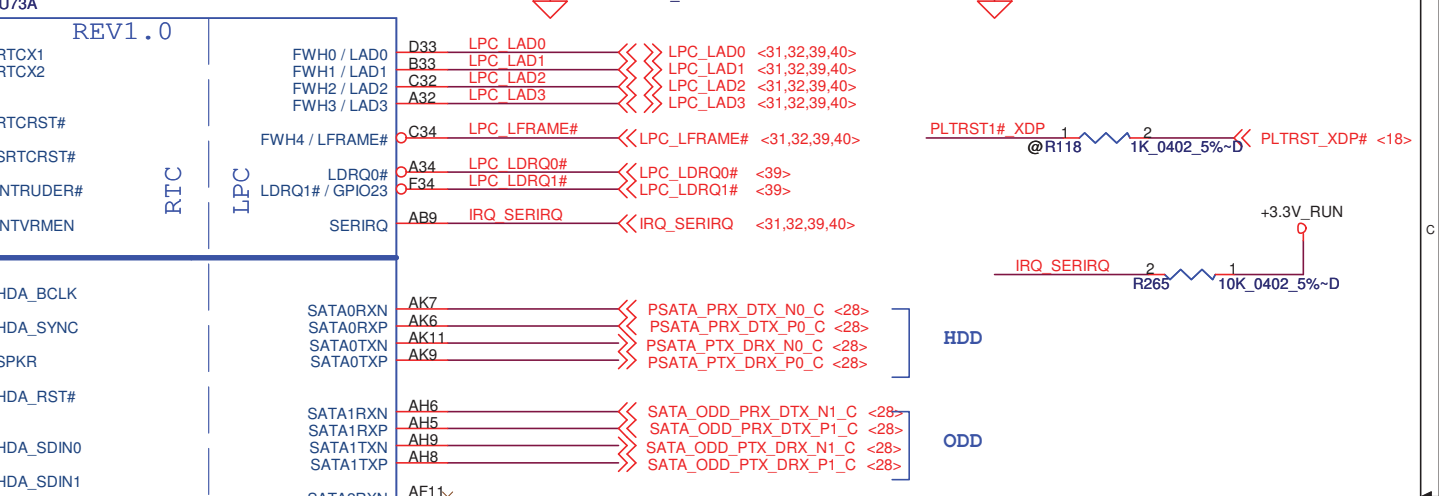 U73A
REV1.0
RTCX1
RTCX2
RTCRST#
SRTCRST#
INTRUDER#
INTVRMEN
RTC
LPC
FWH0 / LAD0 D33 LPC_LAD0 LPC_LAD0 <31,32,39,40>
FWH1 / LAD1 B33 LPC_LAD1 LPC_LAD1 <31,32,39,40>
FWH2 / LAD2 C32 LPC_LAD2 LPC_LAD2 <31,32,39,40>
FWH3 / LAD3 A32 LPC_LAD3 LPC_LAD3 <31,32,39,40>
FWH4 / LFRAME# C34 LPC_LFRAME# LPC_LFRAME# <31,32,39,40>
LDRQ0# A34 LPC_LDRQ0# LPC_LDRQ0# <39>
LDRQ1# / GPIO23 F34 LPC_LDRQ1# LPC_LDRQ1# <39>
SERIRQ AB9 IRQ_SERIRQ IRQ_SERIRQ <31,32,39,40>
PLTRST1#_XDP 1 2 PLTRST_XDP# <18>
@R118 1K_0402_5%~D
+3.3V_RUN
C
IRQ_SERIRQ 2 1
R265 10K_0402_5%~D
HDA_BCLK
HDA_SYNC
SPKR
HDA_RST#
HDA_SDIN0
HDA_SDIN1
SATA0RXN AK7 PSATA_PRX_DTX_N0_C <28>
SATA0RXP AK6 PSATA_PRX_DTX_P0_C <28>
SATA0TXN AK11 PSATA_PTX_DRX_N0_C <28>
SATA0TXP AK9 PSATA_PTX_DRX_P0_C <28>
HDD
SATA1RXN AH6 SATA_ODD_PRX_DTX_N1_C <28>
SATA1RXP AH5 SATA_ODD_PRX_DTX_P1_C <28>
SATA1TXN AH9 SATA_ODD_PTX_DRX_N1_C <28>
SATA1TXP AH8 SATA_ODD_PTX_DRX_P1_C <28>
ODD
SATA2RXN AF11